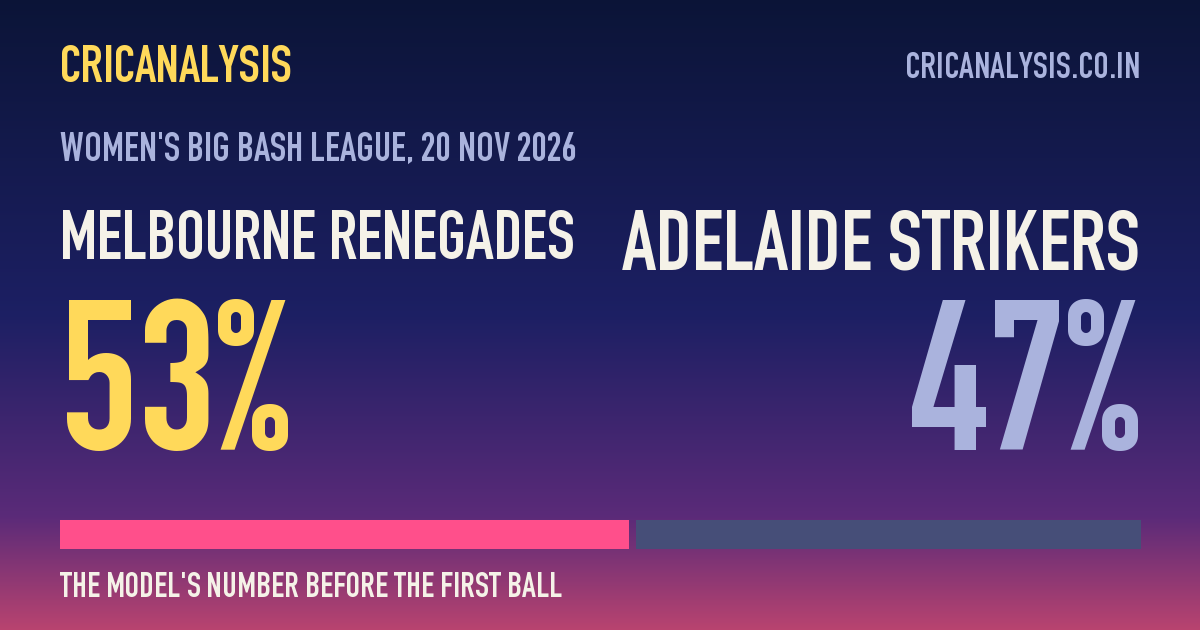 CRICANALYSIS
CRICANALYSIS.CO.IN
WOMEN'S BIG BASH LEAGUE, 20 NOV 2026
MELBOURNE RENEGADES
ADELAIDE STRIKERS
53%
47%
THE MODEL'S NUMBER BEFORE THE FIRST BALL